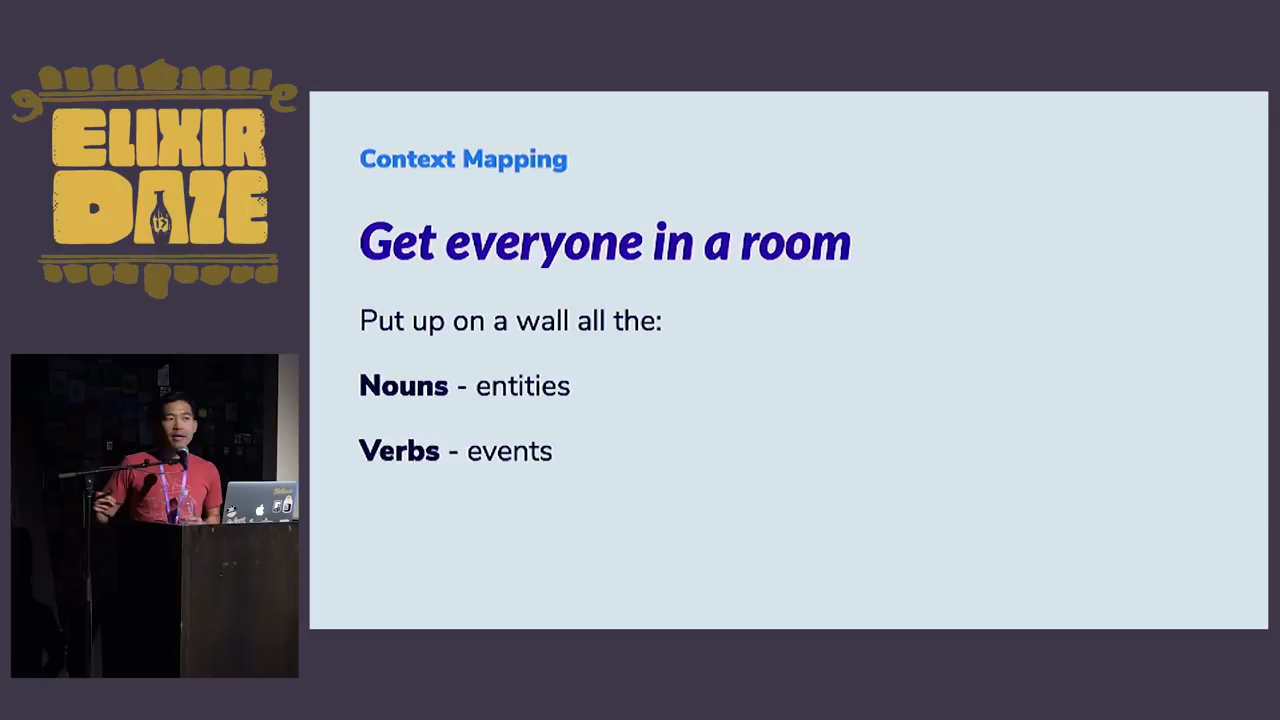 ELIXIR
DAZE
Context Mapping
Get everyone in a room
Put up on a wall all the:
Nouns - entities
Verbs - events